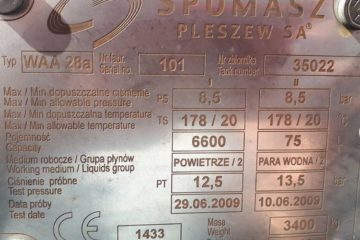 SPOMASZ
PLESZEW SA
Typ WAA 28a Nr fabr. Serial no. 101 Nr zbiornika Tank number 35022
I II
Max / Min dopuszczalne ciśnienie
Max / Min allowable pressure PS 8,5 bar 8,5 bar
Max / Min dopuszczalna temperatura
Max / Min allowable temperature TS 178 / 20 °C 178 / 20 °C
Pojemność
Capacity 6600 L 75 L
Medium robocze / Grupa płynów
Working medium / Liquids group POWIETRZE / 2 PARA WODNA / 2
Ciśnienie próbne
Test pressure PT 12,5 bar 13,5 bar
Data próby
Test date 29.06.2009 10.06.2009
CE 1433 Masa Weight 3400 kg